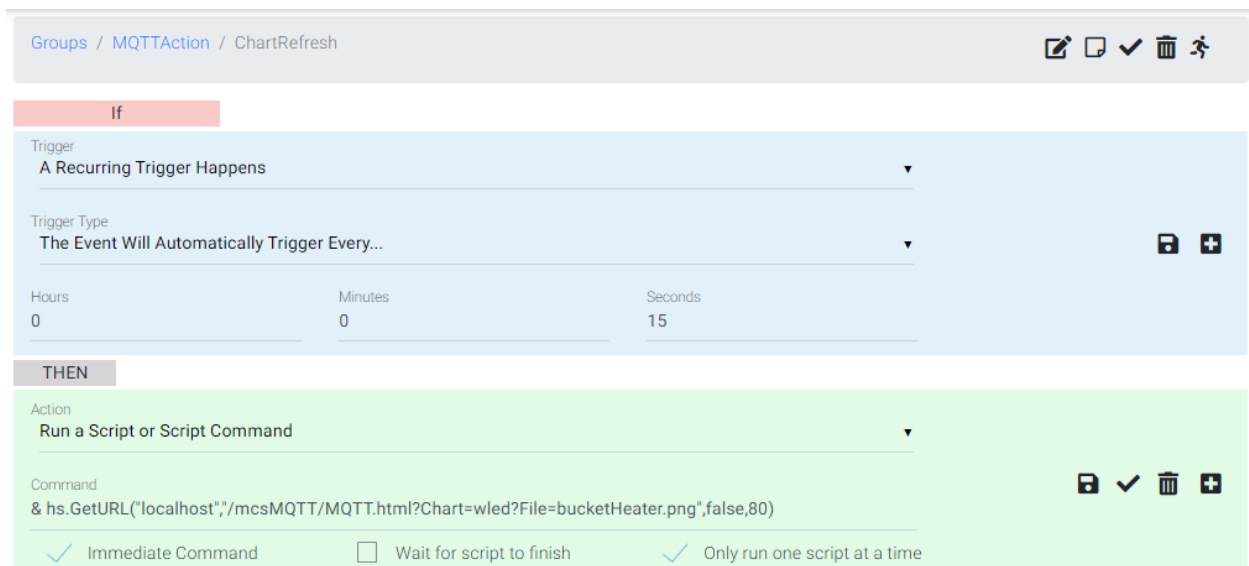 Groups / MQTTAction / ChartRefresh
If
Trigger
A Recurring Trigger Happens
Trigger Type
The Event Will Automatically Trigger Every...
Hours Minutes Seconds
0 0 15
THEN
Action
Run a Script or Script Command
Command
& hs.GetURL("localhost","/mcsMQTT/MQTT.html?Chart=wled?File=bucketHeater.png",false,80)
Immediate Command Wait for script to finish Only run one script at a time